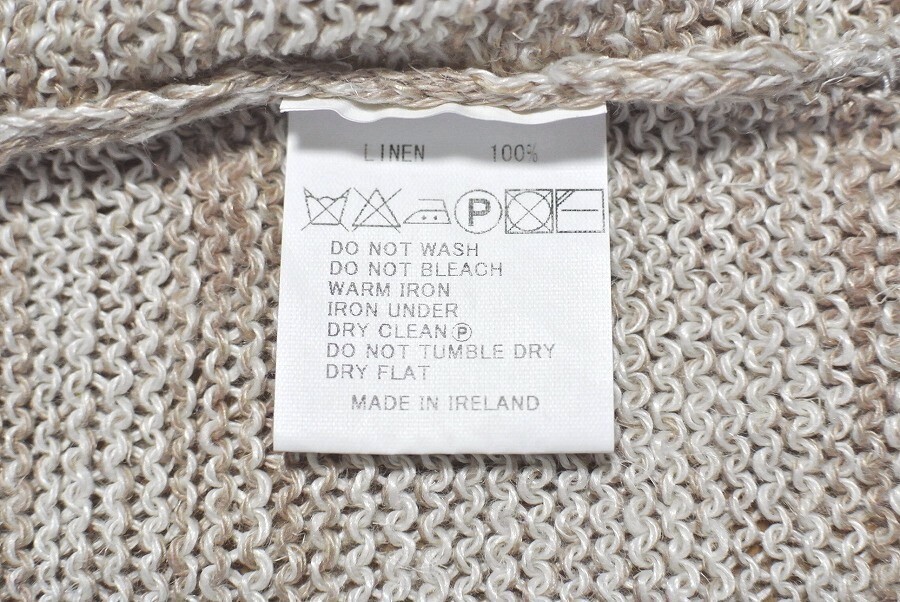 LINEN 100%
P
DO NOT WASH
DO NOT BLEACH
WARM IRON
IRON UNDER
DRY CLEAN Ⓟ
DO NOT TUMBLE DRY
DRY FLAT
MADE IN IRELAND